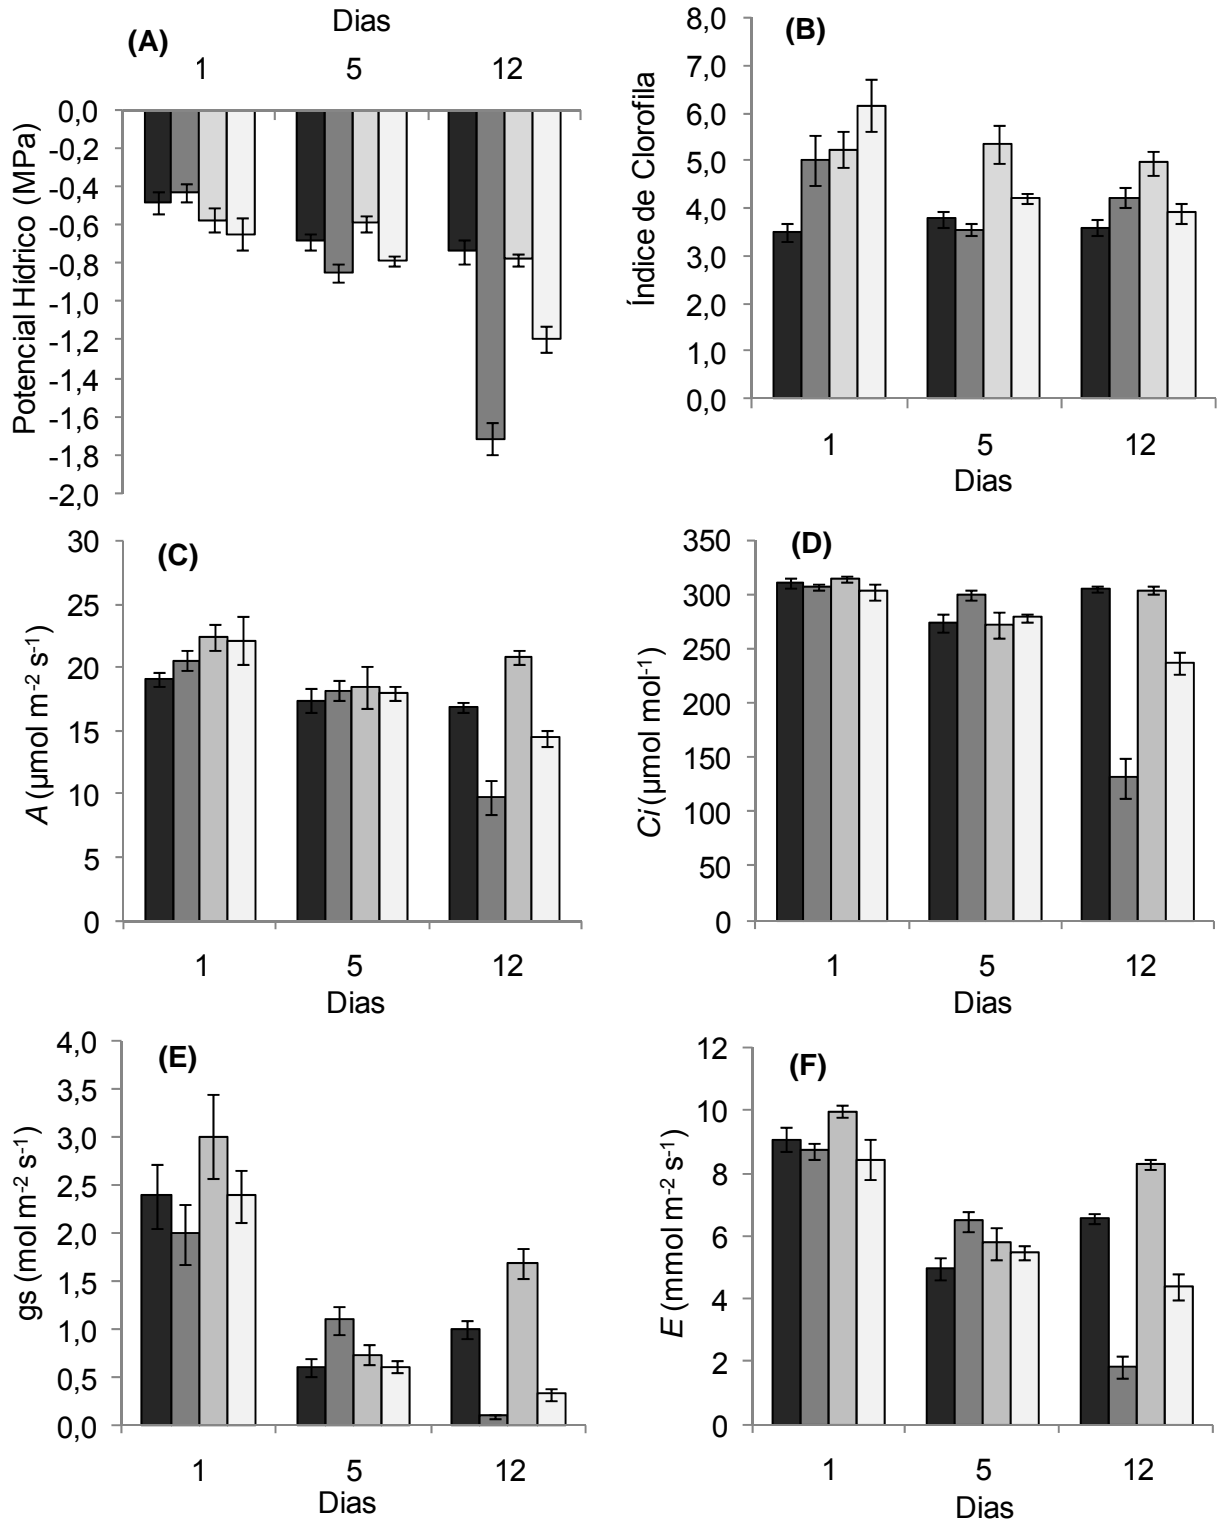 (A)
Dias
1 5 12
0,0
-0,2
-0,4
-0,6
-0,8
-1,0
-1,2
-1,4
-1,6
-1,8
-2,0
Potencial Hídrico (MPa)
(B)
8,0
7,0
6,0
5,0
4,0
3,0
2,0
1,0
0,0
Índice de Clorofila
1 5 12
Dias
(C)
30
25
20
15
10
5
0
A (µmol m-2 s-1)
1 5 12
Dias
(D)
350
300
250
200
150
100
50
0
Ci (µmol mol-1)
1 5 12
Dias
(E)
4,0
3,5
3,0
2,5
2,0
1,5
1,0
0,5
0,0
gs (mol m-2 s-1)
1 5 12
Dias
(F)
12
10
8
6
4
2
0
E (mmol m-2 s-1)
1 5 12
Dias